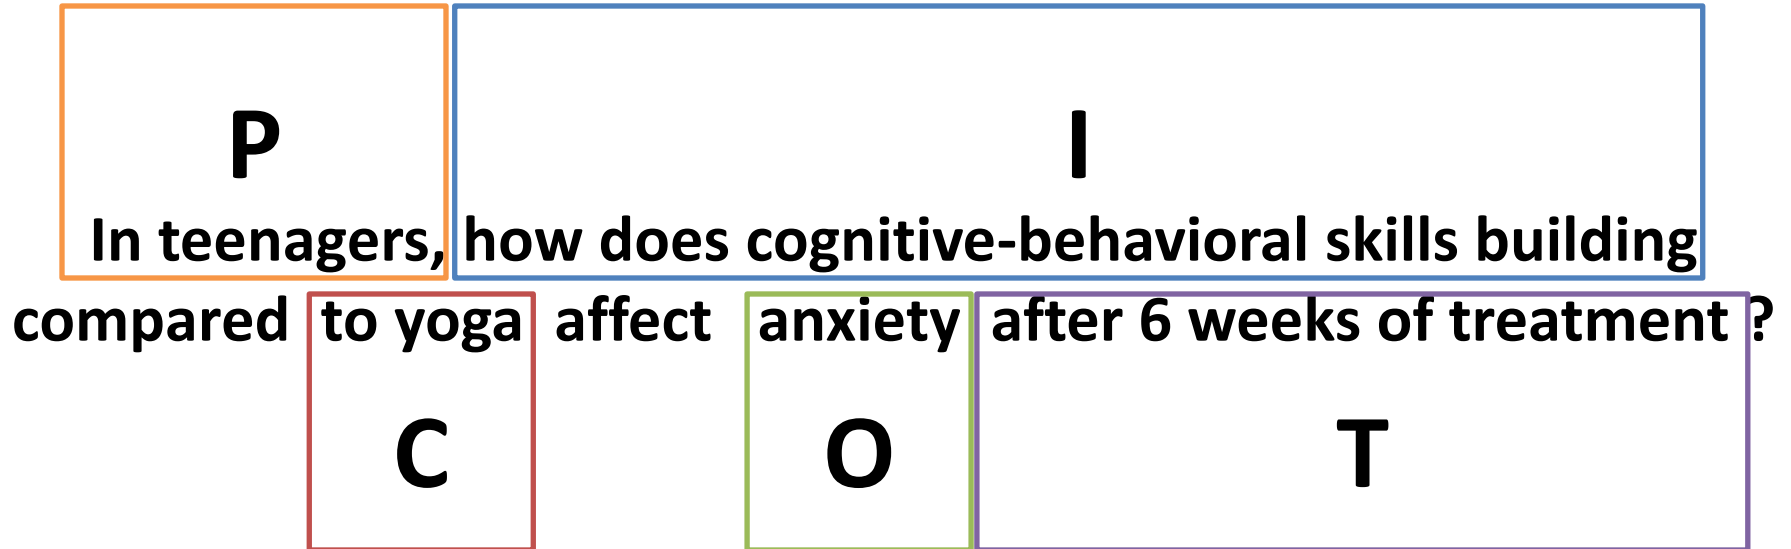 P I
In teenagers, how does cognitive-behavioral skills building
compared to yoga affect anxiety after 6 weeks of treatment ?
C O T